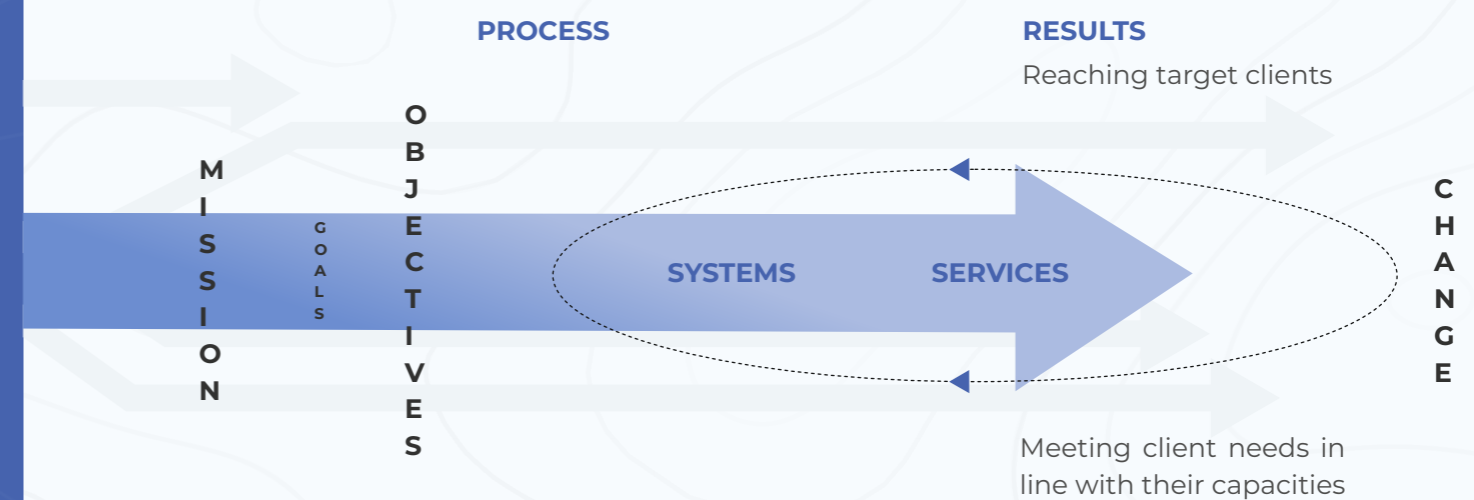 PROCESS
RESULTS
Reaching target clients
MISSION
GOALS
OBJECTIVES
SYSTEMS
SERVICES
CHANGE
Meeting client needs in
line with their capacities